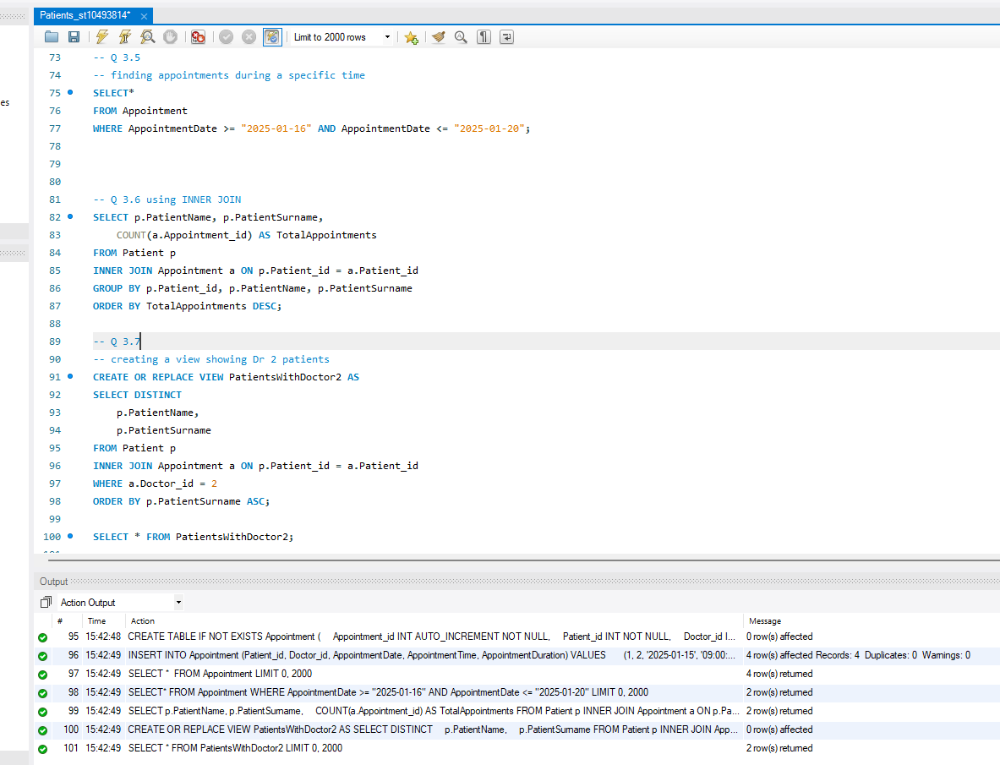 Patients_st10493814* ×
Limit to 2000 rows
es
73 -- Q 3.5
74 -- finding appointments during a specific time
75 SELECT*
76 FROM Appointment
77 WHERE AppointmentDate >= "2025-01-16" AND AppointmentDate <= "2025-01-20";
78
79
80
81 -- Q 3.6 using INNER JOIN
82 SELECT p.PatientName, p.PatientSurname,
83 COUNT(a.Appointment_id) AS TotalAppointments
84 FROM Patient p
85 INNER JOIN Appointment a ON p.Patient_id = a.Patient_id
86 GROUP BY p.Patient_id, p.PatientName, p.PatientSurname
87 ORDER BY TotalAppointments DESC;
88
89 -- Q 3.7
90 -- creating a view showing Dr 2 patients
91 CREATE OR REPLACE VIEW PatientsWithDoctor2 AS
92 SELECT DISTINCT
93 p.PatientName,
94 p.PatientSurname
95 FROM Patient p
96 INNER JOIN Appointment a ON p.Patient_id = a.Patient_id
97 WHERE a.Doctor_id = 2
98 ORDER BY p.PatientSurname ASC;
99
100 SELECT * FROM PatientsWithDoctor2;
Output
Action Output
# Time Action Message
95 15:42:48 CREATE TABLE IF NOT EXISTS Appointment ( Appointment_id INT AUTO_INCREMENT NOT NULL, Patient_id INT NOT NULL, Doctor_id I... 0 row(s) affected
96 15:42:49 INSERT INTO Appointment (Patient_id, Doctor_id, AppointmentDate, AppointmentTime, AppointmentDuration) VALUES (1, 2, '2025-01-15', '09:00:... 4 row(s) affected Records: 4 Duplicates: 0 Warnings: 0
97 15:42:49 SELECT * FROM Appointment LIMIT 0, 2000 4 row(s) returned
98 15:42:49 SELECT* FROM Appointment WHERE AppointmentDate >= "2025-01-16" AND AppointmentDate <= "2025-01-20" LIMIT 0, 2000 2 row(s) returned
99 15:42:49 SELECT p.PatientName, p.PatientSurname, COUNT(a.Appointment_id) AS TotalAppointments FROM Patient p INNER JOIN Appointment a ON p.Pa... 2 row(s) returned
100 15:42:49 CREATE OR REPLACE VIEW PatientsWithDoctor2 AS SELECT DISTINCT p.PatientName, p.PatientSurname FROM Patient p INNER JOIN App... 0 row(s) affected
101 15:42:49 SELECT * FROM PatientsWithDoctor2 LIMIT 0, 2000 2 row(s) returned